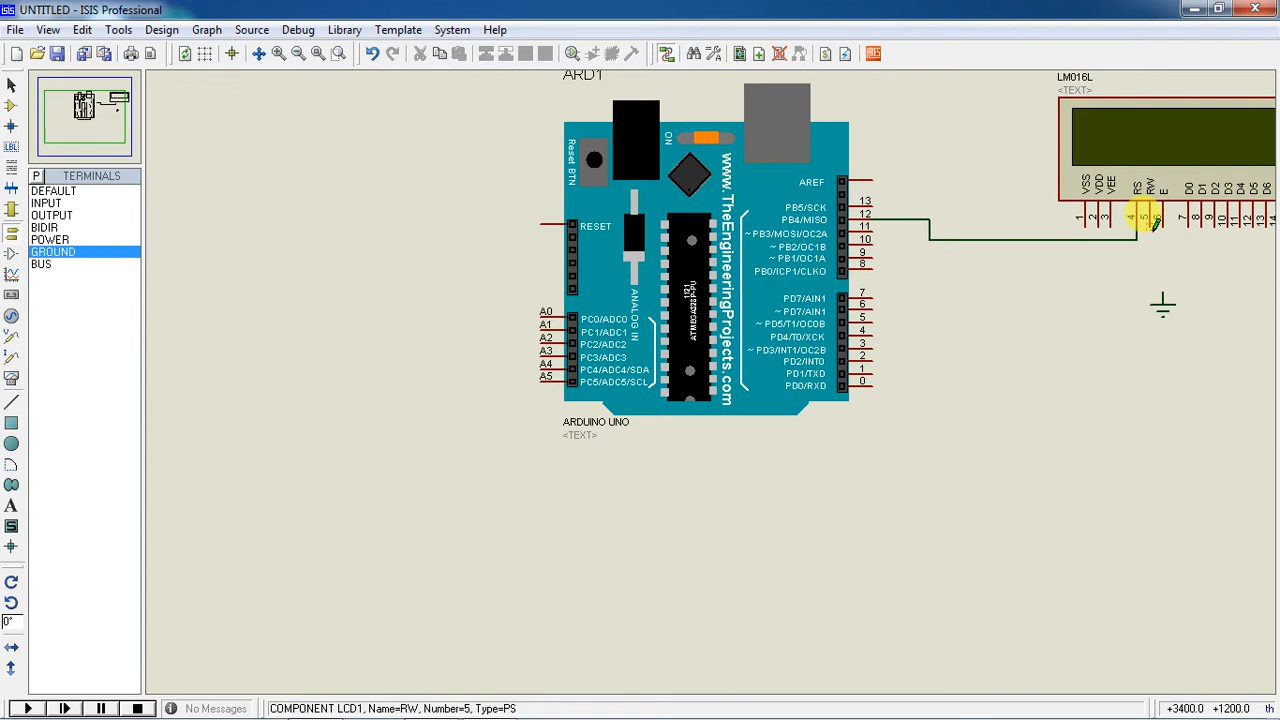 UNTITLED - ISIS Professional
File View Edit Tools Design Graph Source Debug Library Template System Help
ARES
LBL
P TERMINALS
DEFAULT
INPUT
OUTPUT
BIDIR
POWER
GROUND
BUS
0°
ARD1
Reset BTN
ON
www.TheEngineeringProjects.com
ANALOG IN
RESET
AREF
PB5/SCK 13
PB4/MISO 12
~ PB3/MOSI/OC2A 11
~ PB2/OC1B 10
~ PB1/OC1A 9
PB0/ICP1/CLKO 8
PD7/AIN1 7
~ PD7/AIN1 6
~ PD5/T1/OC0B 5
PD4/T0/XCK 4
~ PD3/INT1/OC2B 3
PD2/INT0 2
PD1/TXD 1
PD0/RXD 0
A0 PC0/ADC0
A1 PC1/ADC1
A2 PC2/ADC2
A3 PC3/ADC3
A4 PC4/ADC4/SDA
A5 PC5/ADC5/SCL
ARDUINO UNO
<TEXT>
LM016L
<TEXT>
VSS VDD VEE RS RW E D0 D1 D2 D3 D4 D5 D6
1 2 3 4 5 6 7 8 9 10 11 12 13 14
No Messages
COMPONENT LCD1, Name=RW, Number=5, Type=PS
+3400.0 +1200.0 th